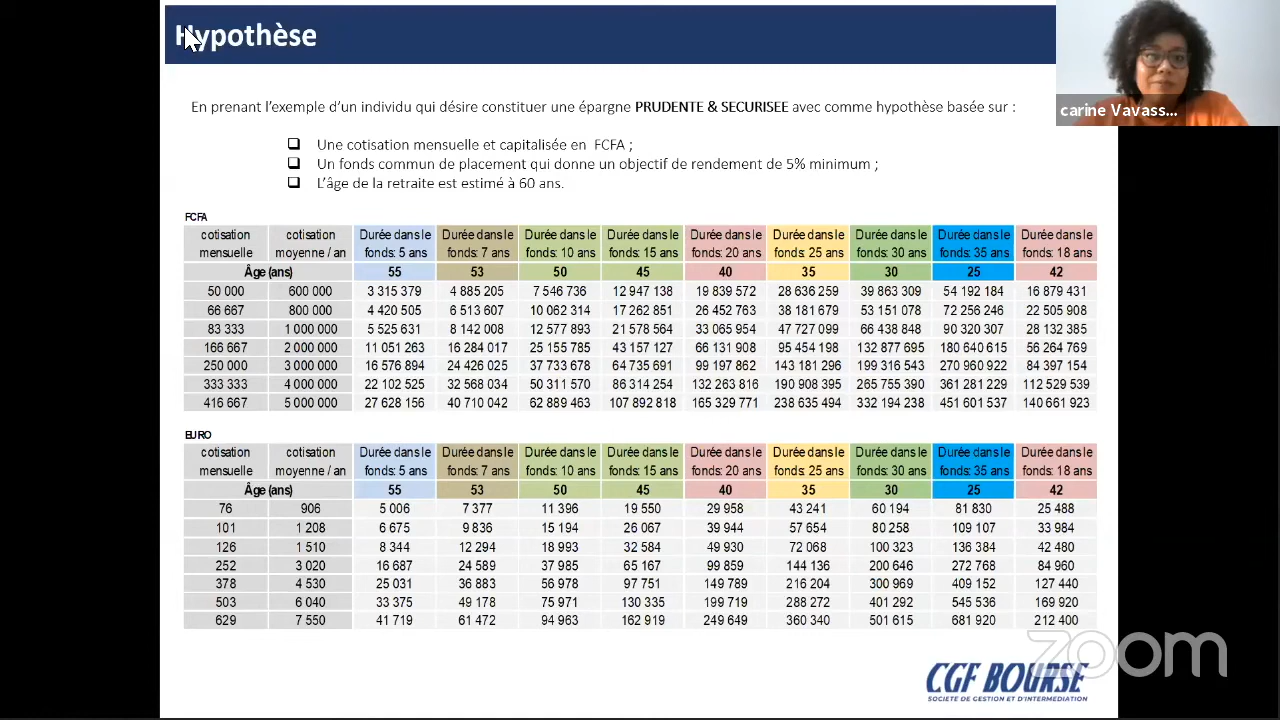 Hypothèse
carine Vavass...
En prenant l'exemple d'un individu qui désire constituer une épargne PRUDENTE & SECURISEE avec comme hypothèse basée sur :
Une cotisation mensuelle et capitalisée en FCFA ;
Un fonds commun de placement qui donne un objectif de rendement de 5% minimum ;
L'âge de la retraite est estimé à 60 ans.
FCFA
cotisation cotisation Durée dans le Durée dans le Durée dans le Durée dans le Durée dans le Durée dans le Durée dans le Durée dans le Durée dans le
mensuelle moyenne / an fonds: 5 ans fonds: 7 ans fonds: 10 ans fonds: 15 ans fonds: 20 ans fonds: 25 ans fonds: 30 ans fonds: 35 ans fonds: 18 ans
Âge (ans) 55 53 50 45 40 35 30 25 42
50 000 600 000 3 315 379 4 885 205 7 546 736 12 947 138 19 839 572 28 636 259 39 863 309 54 192 184 16 879 431
66 667 800 000 4 420 505 6 513 607 10 062 314 17 262 851 26 452 763 38 181 679 53 151 078 72 256 246 22 505 908
83 333 1 000 000 5 525 631 8 142 008 12 577 893 21 578 564 33 065 954 47 727 099 66 438 848 90 320 307 28 132 385
166 667 2 000 000 11 051 263 16 284 017 25 155 785 43 157 127 66 131 908 95 454 198 132 877 695 180 640 615 56 264 769
250 000 3 000 000 16 576 894 24 426 025 37 733 678 64 735 691 99 197 862 143 181 296 199 316 543 270 960 922 84 397 154
333 333 4 000 000 22 102 525 32 568 034 50 311 570 86 314 254 132 263 816 190 908 395 265 755 390 361 281 229 112 529 539
416 667 5 000 000 27 628 156 40 710 042 62 889 463 107 892 818 165 329 771 238 635 494 332 194 238 451 601 537 140 661 923
EURO
cotisation cotisation Durée dans le Durée dans le Durée dans le Durée dans le Durée dans le Durée dans le Durée dans le Durée dans le Durée dans le
mensuelle moyenne / an fonds: 5 ans fonds: 7 ans fonds: 10 ans fonds: 15 ans fonds: 20 ans fonds: 25 ans fonds: 30 ans fonds: 35 ans fonds: 18 ans
Âge (ans) 55 53 50 45 40 35 30 25 42
76 906 5 006 7 377 11 396 19 550 29 958 43 241 60 194 81 830 25 488
101 1 208 6 675 9 836 15 194 26 067 39 944 57 654 80 258 109 107 33 984
126 1 510 8 344 12 294 18 993 32 584 49 930 72 068 100 323 136 384 42 480
252 3 020 16 687 24 589 37 985 65 167 99 859 144 136 200 646 272 768 84 960
378 4 530 25 031 36 883 56 978 97 751 149 789 216 204 300 969 409 152 127 440
503 6 040 33 375 49 178 75 971 130 335 199 719 288 272 401 292 545 536 169 920
629 7 550 41 719 61 472 94 963 162 919 249 649 360 340 501 615 681 920 212 400
zoom
CGF BOURSE
SOCIETE DE GESTION ET D'INTERMEDIATION